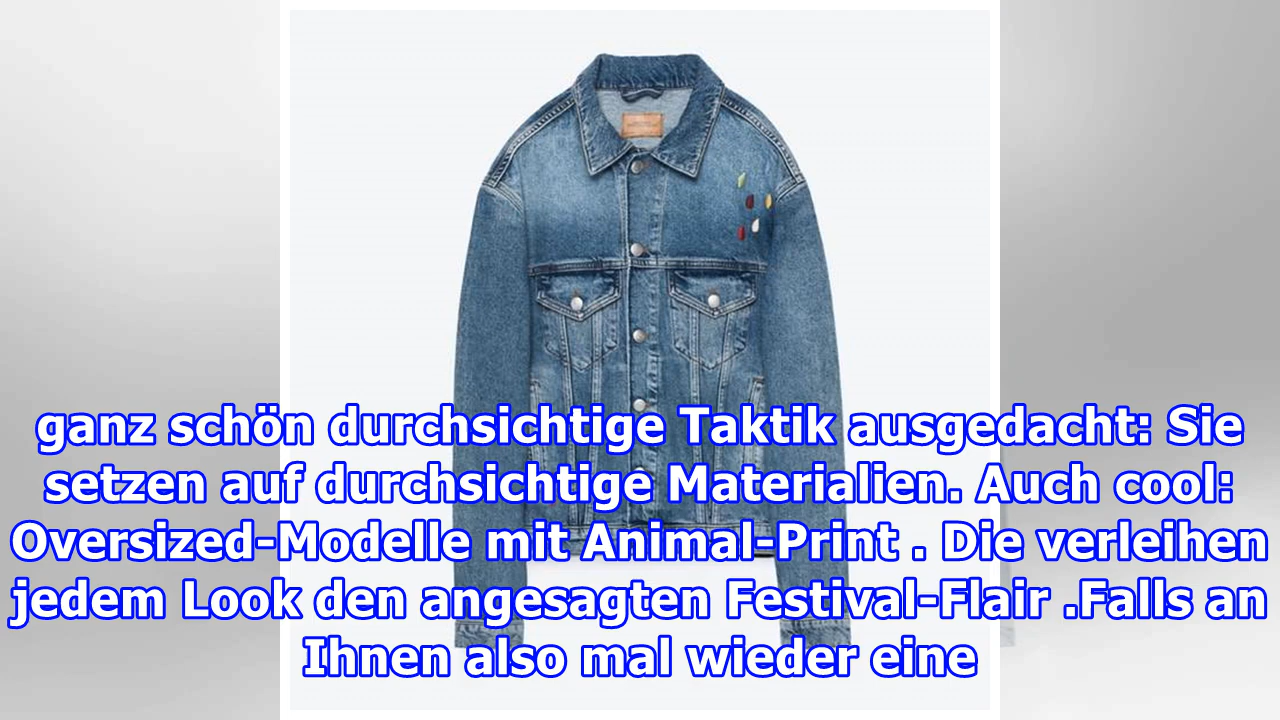 ganz schön durchsichtige Taktik ausgedacht: Sie
setzen auf durchsichtige Materialien. Auch cool:
Oversized-Modelle mit Animal-Print . Die verleihen
jedem Look den angesagten Festival-Flair .Falls an
Ihnen also mal wieder eine